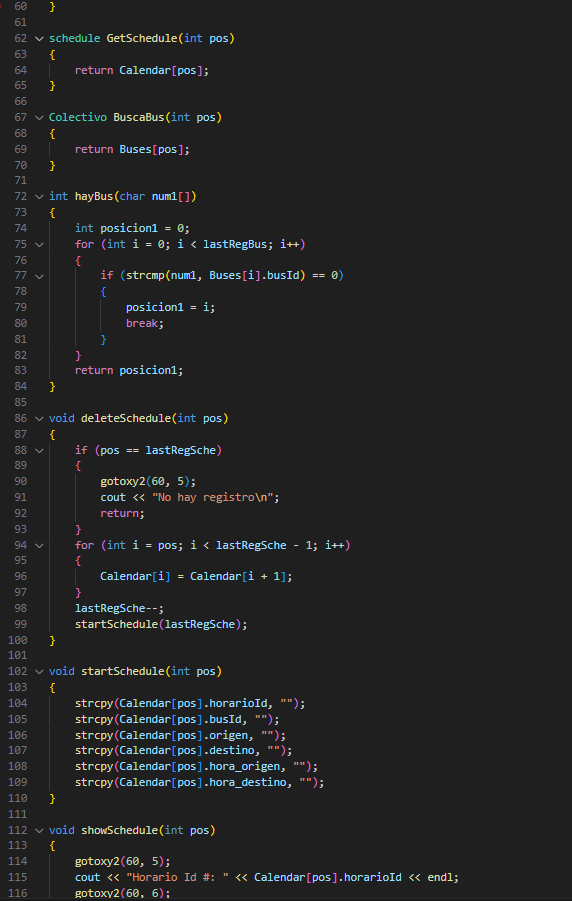 60 }
61
62 schedule GetSchedule(int pos)
63 {
64     return Calendar[pos];
65 }
66
67 Colectivo BuscaBus(int pos)
68 {
69     return Buses[pos];
70 }
71
72 int hayBus(char num1[])
73 {
74     int posicion1 = 0;
75     for (int i = 0; i < lastRegBus; i++)
76     {
77         if (strcmp(num1, Buses[i].busId) == 0)
78         {
79             posicion1 = i;
80             break;
81         }
82     }
83     return posicion1;
84 }
85
86 void deleteSchedule(int pos)
87 {
88     if (pos == lastRegSche)
89     {
90         gotoxy2(60, 5);
91         cout << "No hay registro\n";
92         return;
93     }
94     for (int i = pos; i < lastRegSche - 1; i++)
95     {
96         Calendar[i] = Calendar[i + 1];
97     }
98     lastRegSche--;
99     startSchedule(lastRegSche);
100 }
101
102 void startSchedule(int pos)
103 {
104     strcpy(Calendar[pos].horarioId, "");
105     strcpy(Calendar[pos].busId, "");
106     strcpy(Calendar[pos].origen, "");
107     strcpy(Calendar[pos].destino, "");
108     strcpy(Calendar[pos].hora_origen, "");
109     strcpy(Calendar[pos].hora_destino, "");
110 }
111
112 void showSchedule(int pos)
113 {
114     gotoxy2(60, 5);
115     cout << "Horario Id #: " << Calendar[pos].horarioId << endl;
116     gotoxy2(60, 6);